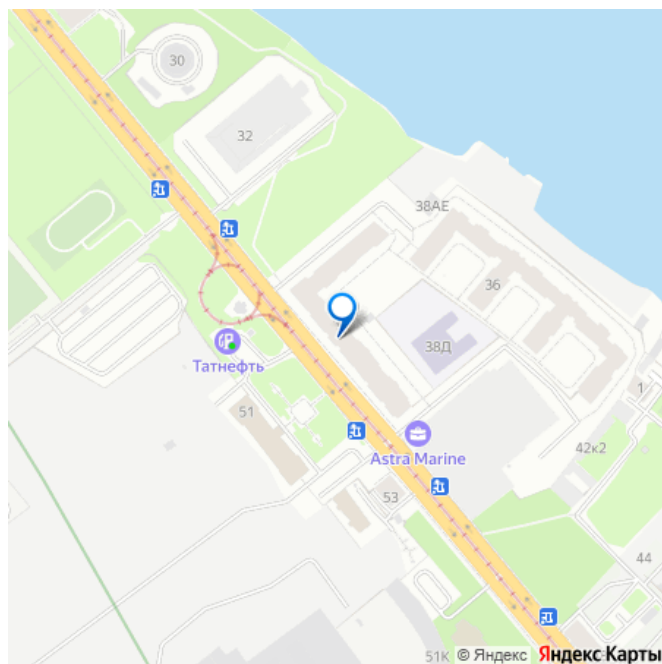 30
32
38АЕ
36
38Д
Татнефть
51
1
Astra Marine
42к2
53
44
51К
© Яндекс
Яндекс Карты